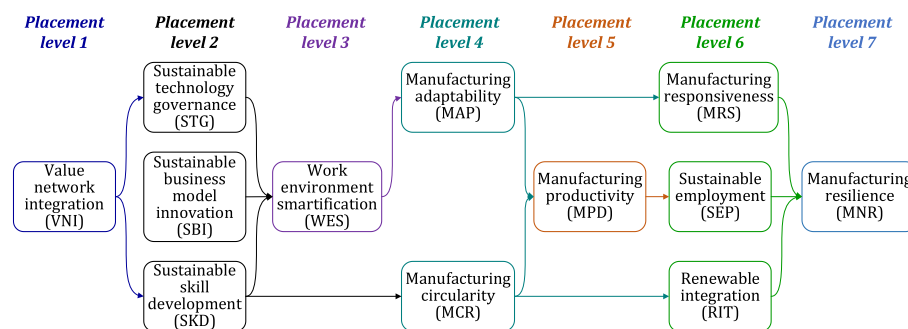 Placement level 1
Placement level 2
Placement level 3
Placement level 4
Placement level 5
Placement level 6
Placement level 7
Value
network
integration
(VNI)
Sustainable
technology
governance
(STG)
Sustainable
business
model
innovation
(SBI)
Sustainable
skill
development
(SKD)
Work
environment
smartification
(WES)
Manufacturing
adaptability
(MAP)
Manufacturing
circularity
(MCR)
Manufacturing
productivity
(MPD)
Manufacturing
responsiveness
(MRS)
Sustainable
employment
(SEP)
Renewable
integration
(RIT)
Manufacturing
resilience
(MNR)